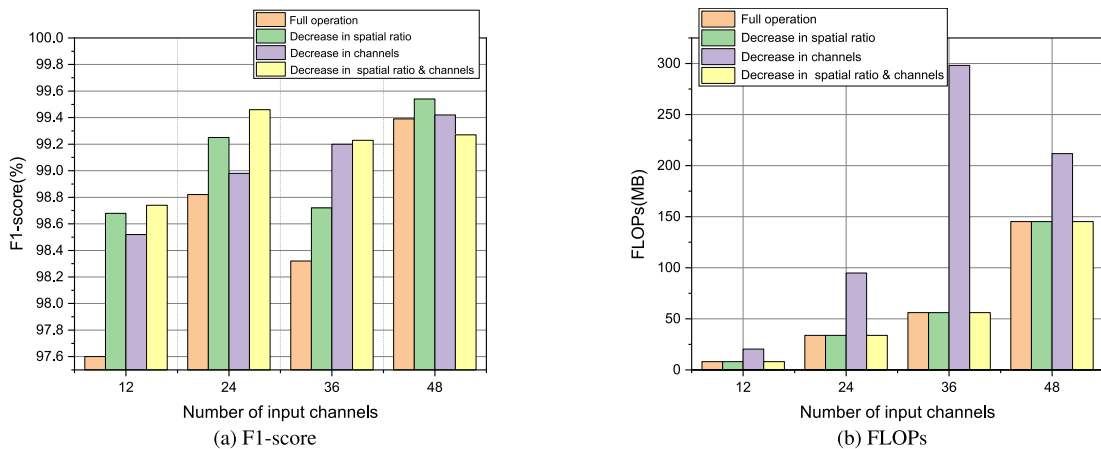 Full operation
Decrease in spatial ratio
Decrease in channels
Decrease in spatial ratio & channels
100.0
99.8
99.6
99.4
99.2
99.0
98.8
98.6
98.4
98.2
98.0
97.8
97.6
F1-score(%)
12
24
36
48
Number of input channels
(a) F1-score
Full operation
Decrease in spatial ratio
Decrease in channels
Decrease in spatial ratio & channels
300
250
200
150
100
50
0
FLOPs(MB)
12
24
36
48
Number of input channels
(b) FLOPs